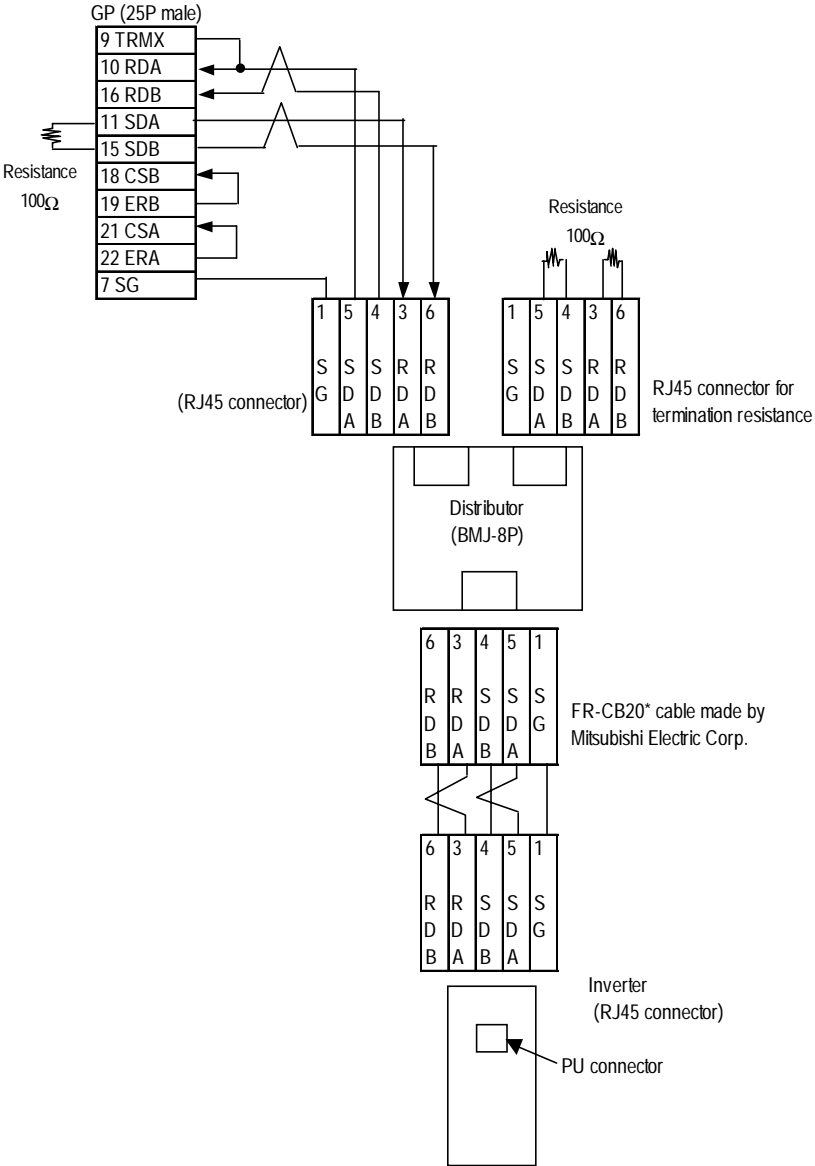 GP (25P male)
9 TRMX
10 RDA
16 RDB
11 SDA
15 SDB
18 CSB
19 ERB
21 CSA
22 ERA
7 SG
Resistance
100Ω
Resistance
100Ω
1 5 4 3 6
S S S R R
G D D D D
A B A B
(RJ45 connector)
1 5 4 3 6
S S S R R
G D D D D
A B A B
RJ45 connector for
termination resistance
Distributor
(BMJ-8P)
6 3 4 5 1
R R S S S
D D D D G
B A B A
FR-CB20* cable made by
Mitsubishi Electric Corp.
6 3 4 5 1
R R S S S
D D D D G
B A B A
Inverter
(RJ45 connector)
PU connector